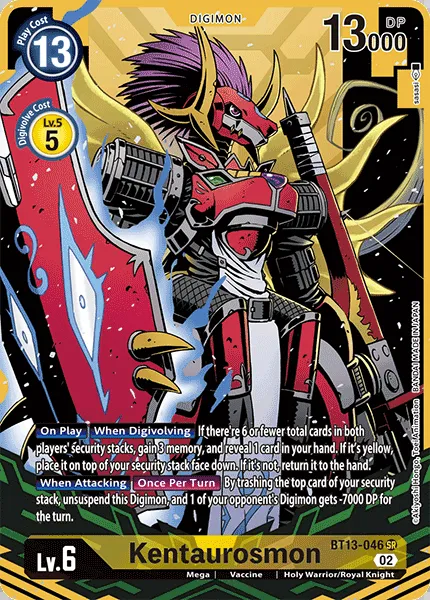 DIGIMON
Play Cost
13
DP
13000
Digivolve Cost
Lv.5
5
sasasi
©Akiyoshi Hongo, Toei Animation BANDAI MADE IN JAPAN
On Play When Digivolving If there're 6 or fewer total cards in both
players' security stacks, gain 3 memory, and reveal 1 card in your hand. If it's yellow,
place it on top of your security stack face down. If it's not, return it to the hand.
When Attacking Once Per Turn By trashing the top card of your security
stack, unsuspend this Digimon, and 1 of your opponent's Digimon gets -7000 DP for
the turn.
BT13-046 SR
Lv.6
Kentaurosmon
02
Mega | Vaccine | Holy Warrior/Royal Knight